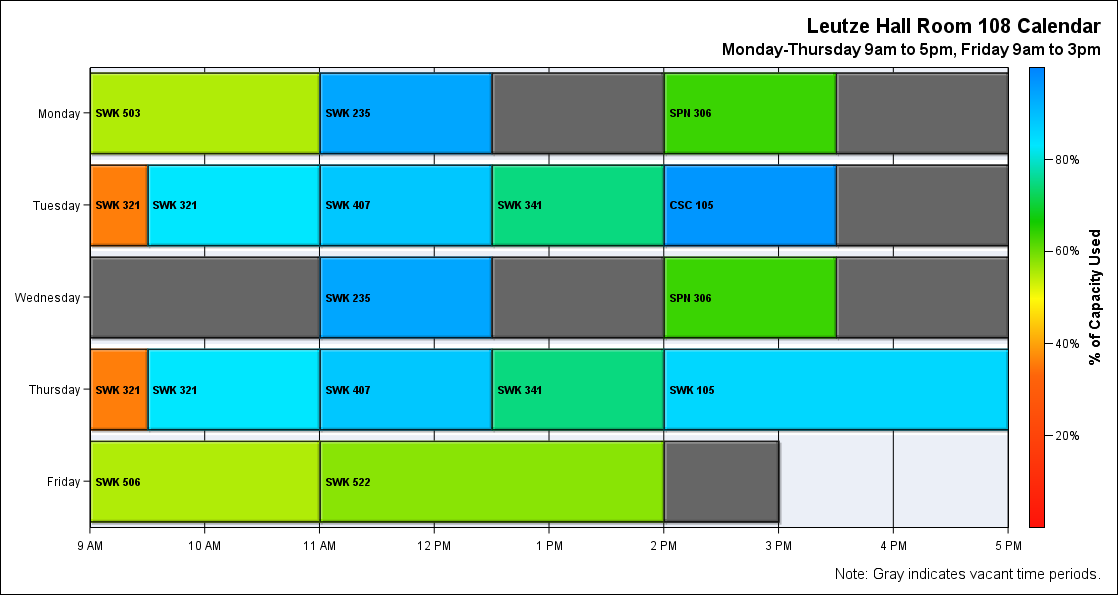 Leutze Hall Room 108 Calendar
Monday-Thursday 9am to 5pm, Friday 9am to 3pm
Monday
SWK 503
SWK 235
SPN 306
Tuesday
SWK 321
SWK 321
SWK 407
SWK 341
CSC 105
Wednesday
SWK 235
SPN 306
Thursday
SWK 321
SWK 321
SWK 407
SWK 341
SWK 105
Friday
SWK 506
SWK 522
9 AM
10 AM
11 AM
12 PM
1 PM
2 PM
3 PM
4 PM
5 PM
80%
60%
40%
20%
% of Capacity Used
Note: Gray indicates vacant time periods.